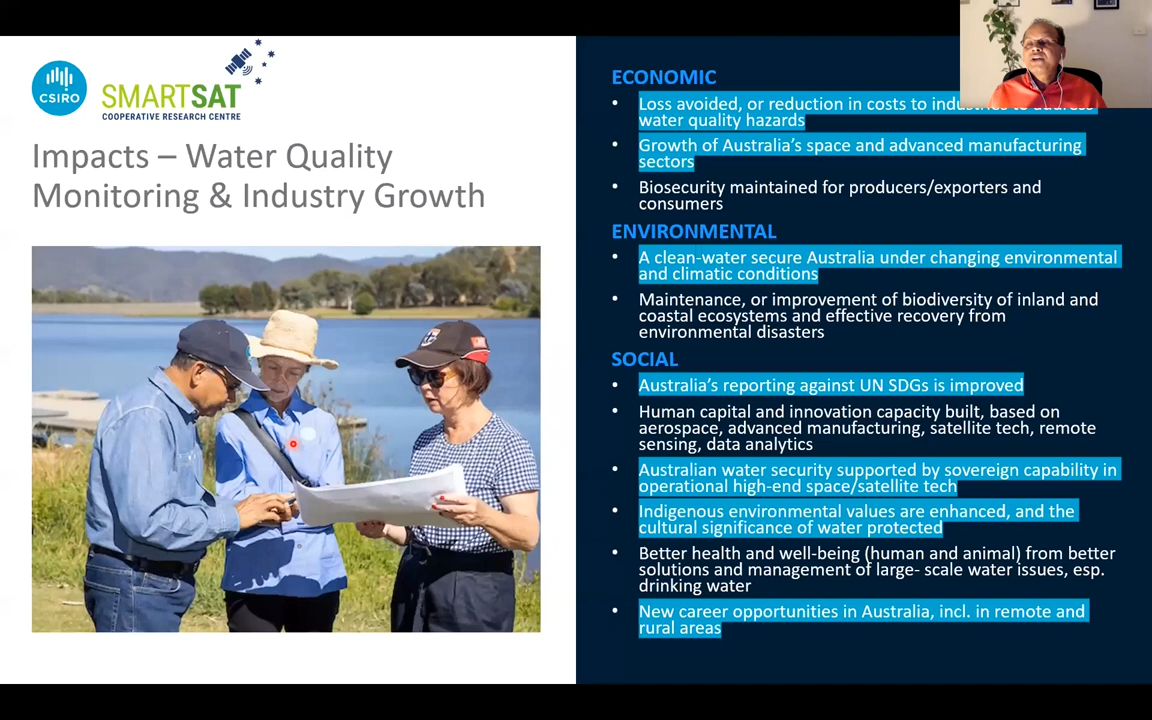 CSIRO
SMARTSAT
COOPERATIVE RESEARCH CENTRE
Impacts – Water Quality
Monitoring & Industry Growth
ECONOMIC
• Loss avoided, or reduction in costs to industries to address
water quality hazards
• Growth of Australia's space and advanced manufacturing
sectors
• Biosecurity maintained for producers/exporters and
consumers
ENVIRONMENTAL
• A clean-water secure Australia under changing environmental
and climatic conditions
• Maintenance, or improvement of biodiversity of inland and
coastal ecosystems and effective recovery from
environmental disasters
SOCIAL
• Australia's reporting against UN SDGs is improved
• Human capital and innovation capacity built, based on
aerospace, advanced manufacturing, satellite tech, remote
sensing, data analytics
• Australian water security supported by sovereign capability in
operational high-end space/satellite tech
• Indigenous environmental values are enhanced, and the
cultural significance of water protected
• Better health and well-being (human and animal) from better
solutions and management of large- scale water issues, esp.
drinking water
• New career opportunities in Australia, incl. in remote and
rural areas